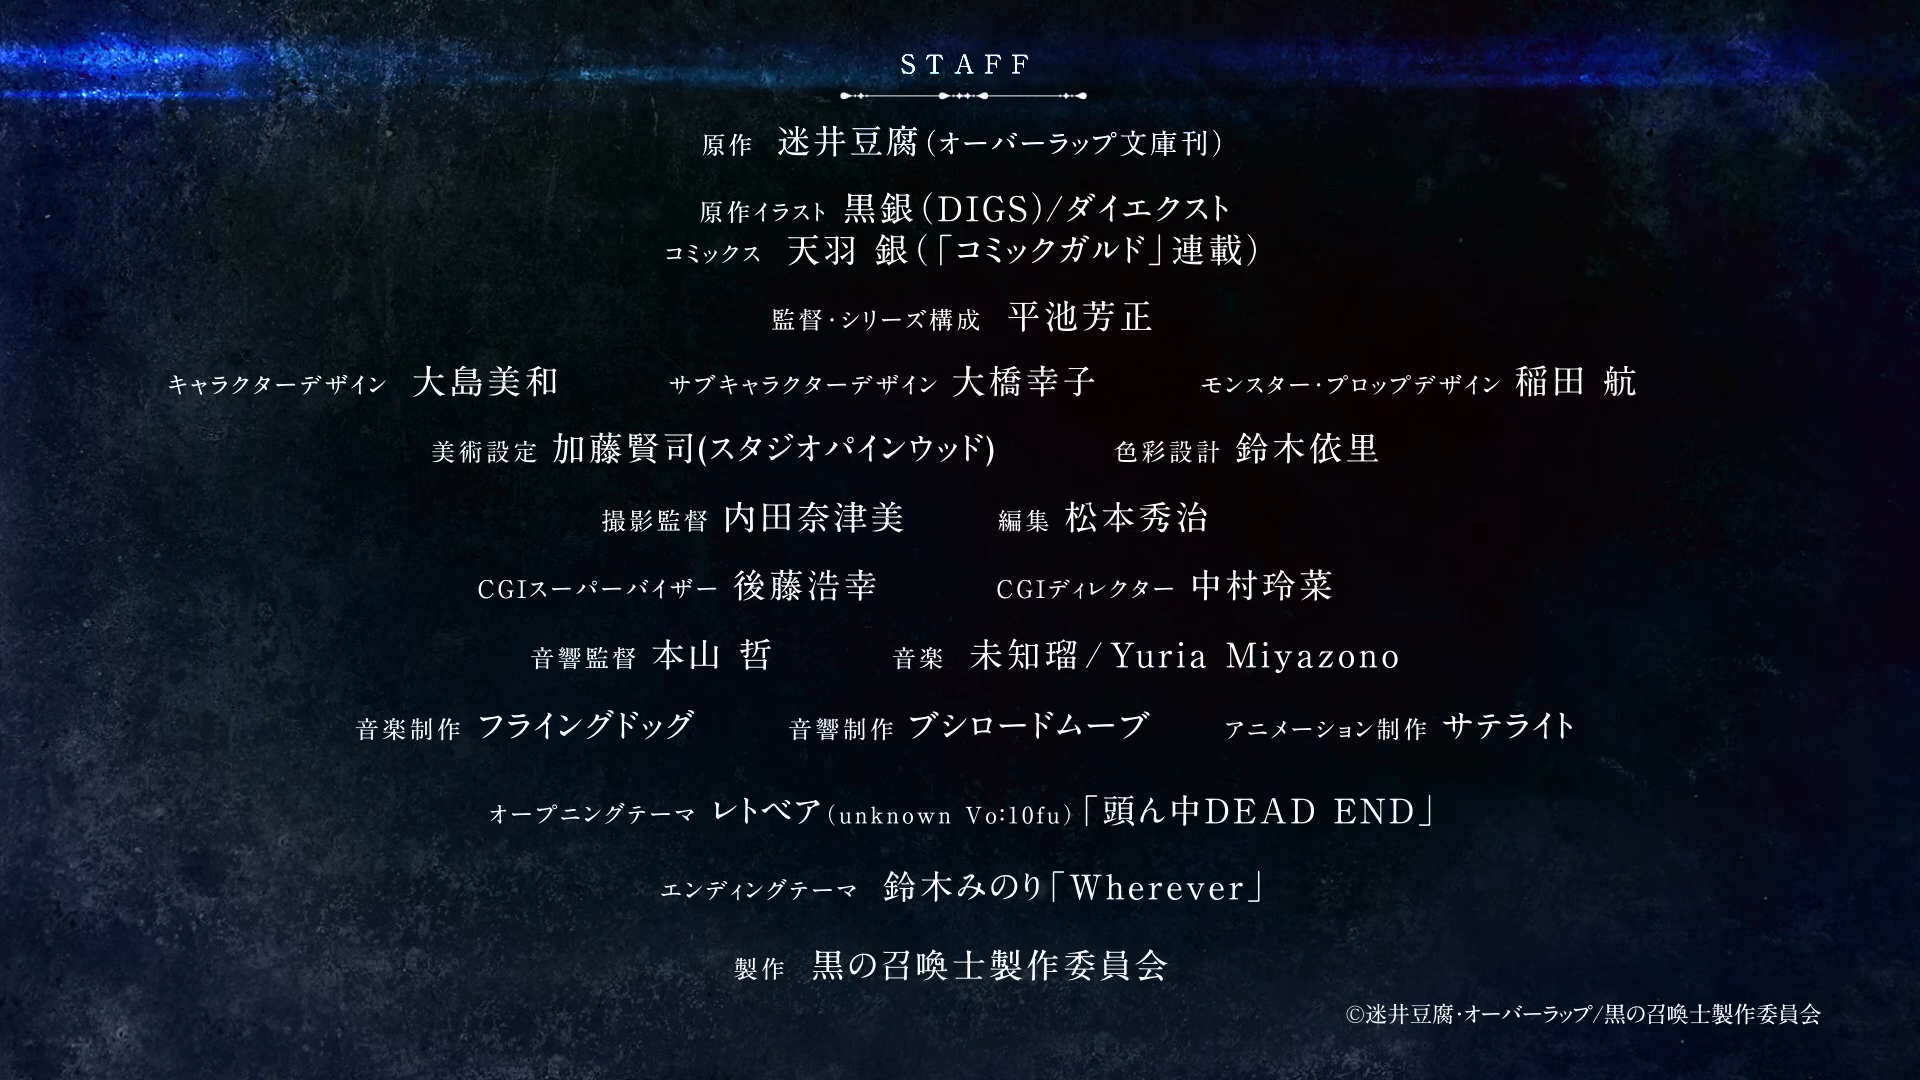 STAFF
原作 迷井豆腐(オーバーラップ文庫刊)
原作イラスト 黒銀(DIGS)/ダイエクスト
コミックス 天羽 銀(「コミックガルド」連載)
監督・シリーズ構成 平池芳正
キャラクターデザイン 大島美和 サブキャラクターデザイン 大橋幸子 モンスター・プロップデザイン 稲田 航
美術設定 加藤賢司(スタジオパインウッド) 色彩設計 鈴木依里
撮影監督 内田奈津美 編集 松本秀治
CGIスーパーバイザー 後藤浩幸 CGIディレクター 中村玲菜
音響監督 本山 哲 音楽 未知瑠/Yuria Miyazono
音楽制作 フライングドッグ 音響制作 ブシロードムーブ アニメーション制作 サテライト
オープニングテーマ レトベア(unknown Vo:10fu)「頭ん中DEAD END」
エンディングテーマ 鈴木みのり「Wherever」
製作 黒の召喚士製作委員会
©迷井豆腐・オーバーラップ/黒の召喚士製作委員会